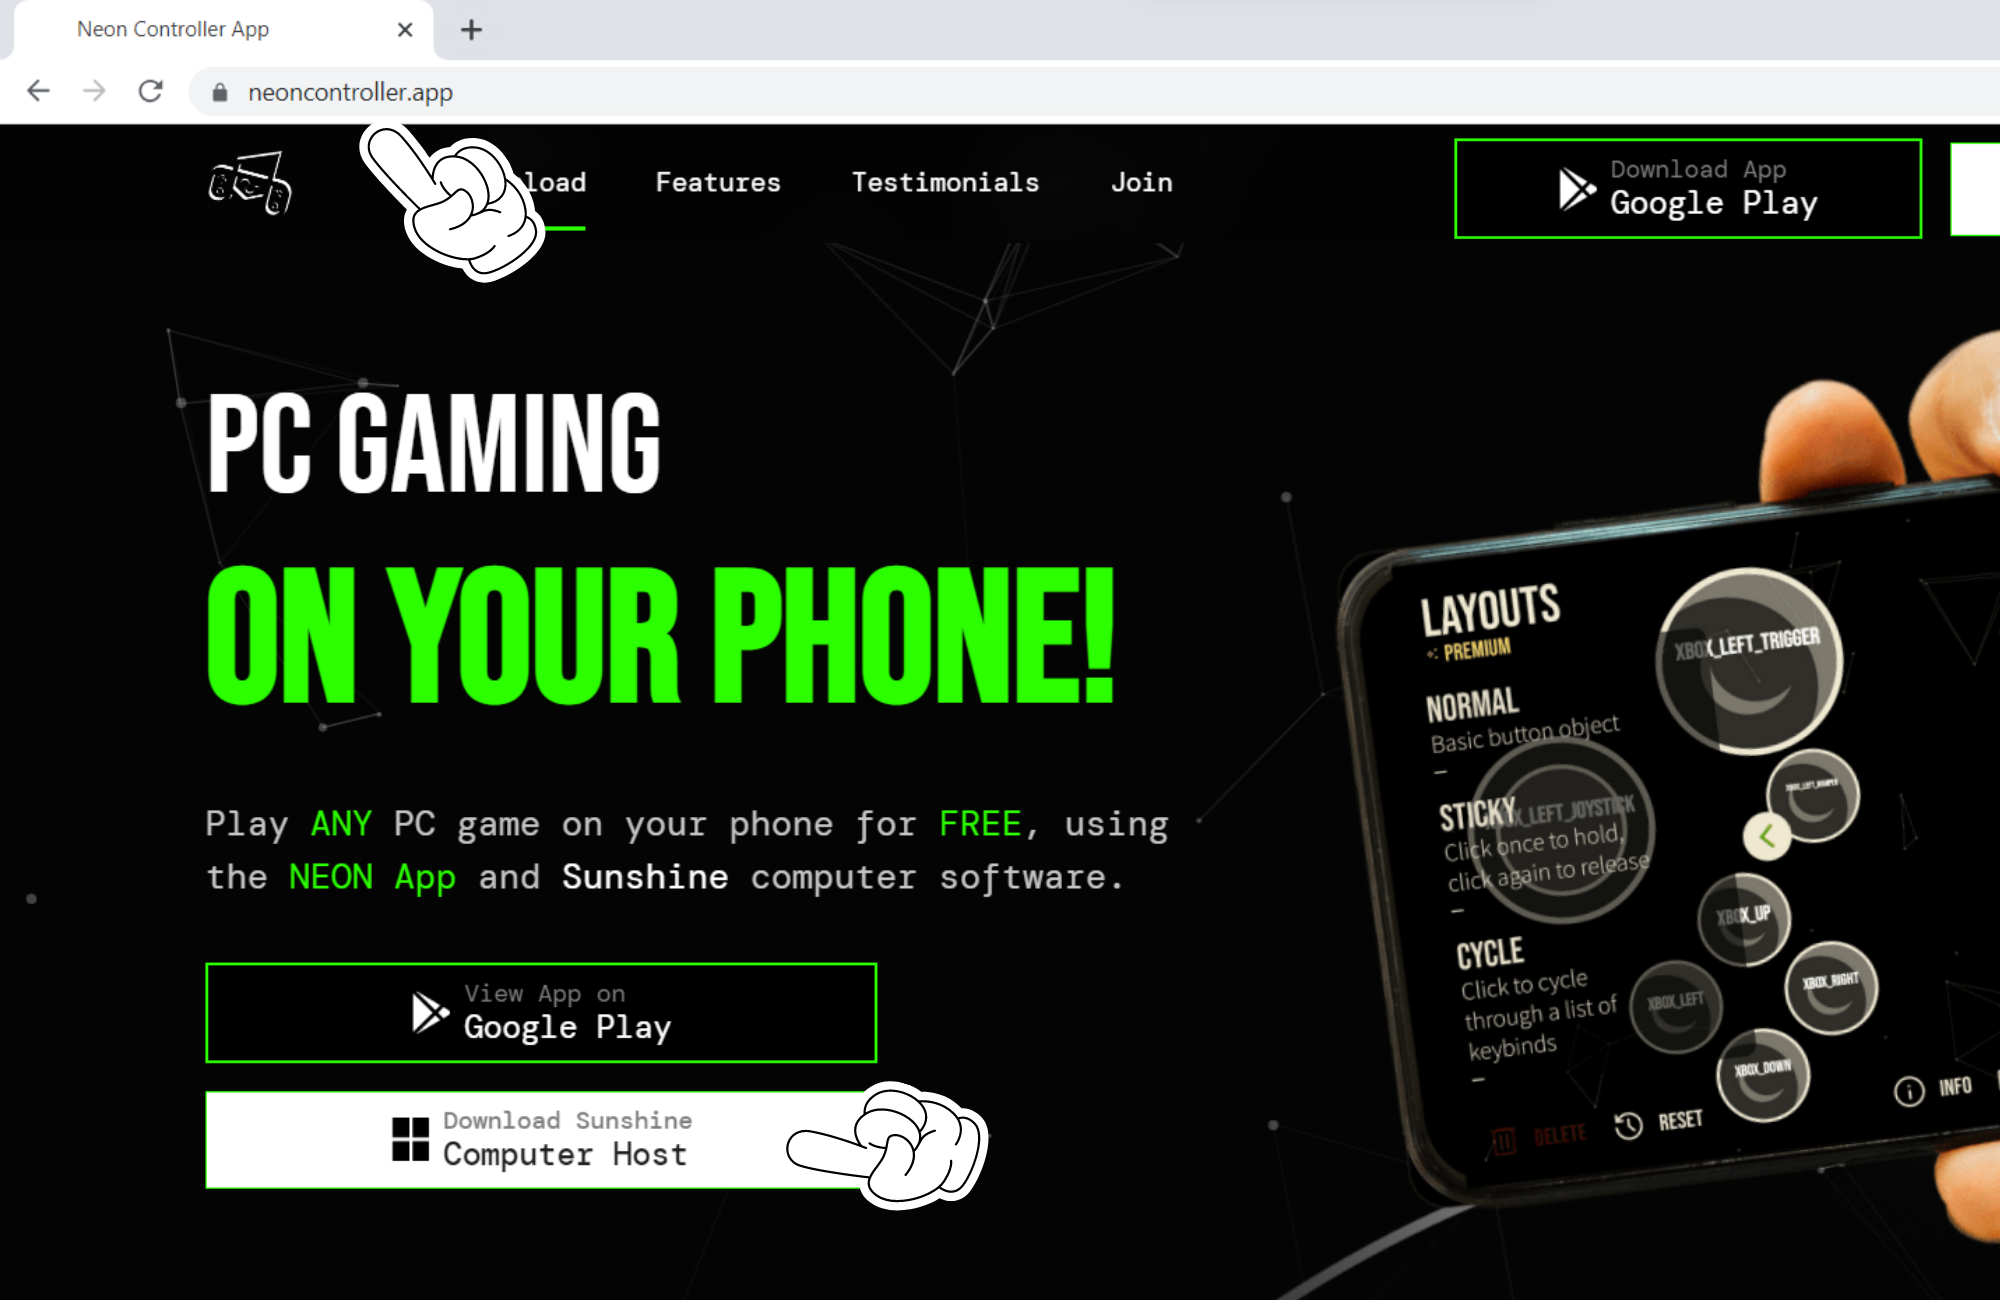 Neon Controller App
neoncontroller.app
load
Features
Testimonials
Join
Download App
Google Play
PC GAMING
ON YOUR PHONE!
Play ANY PC game on your phone for FREE, using
the NEON App and Sunshine computer software.
View App on
Google Play
Download Sunshine
Computer Host
LAYOUTS
PREMIUM
NORMAL
Basic button object
STICKY
Click once to hold,
click again to release
CYCLE
Click to cycle
through a list of
keybinds
XBOX_LEFT_TRIGGER
XBOX_LEFT_BUMPER
XBOX_LEFT_JOYSTICK
XBOX_UP
XBOX_LEFT
XBOX_RIGHT
XBOX_DOWN
DELETE
RESET
INFO